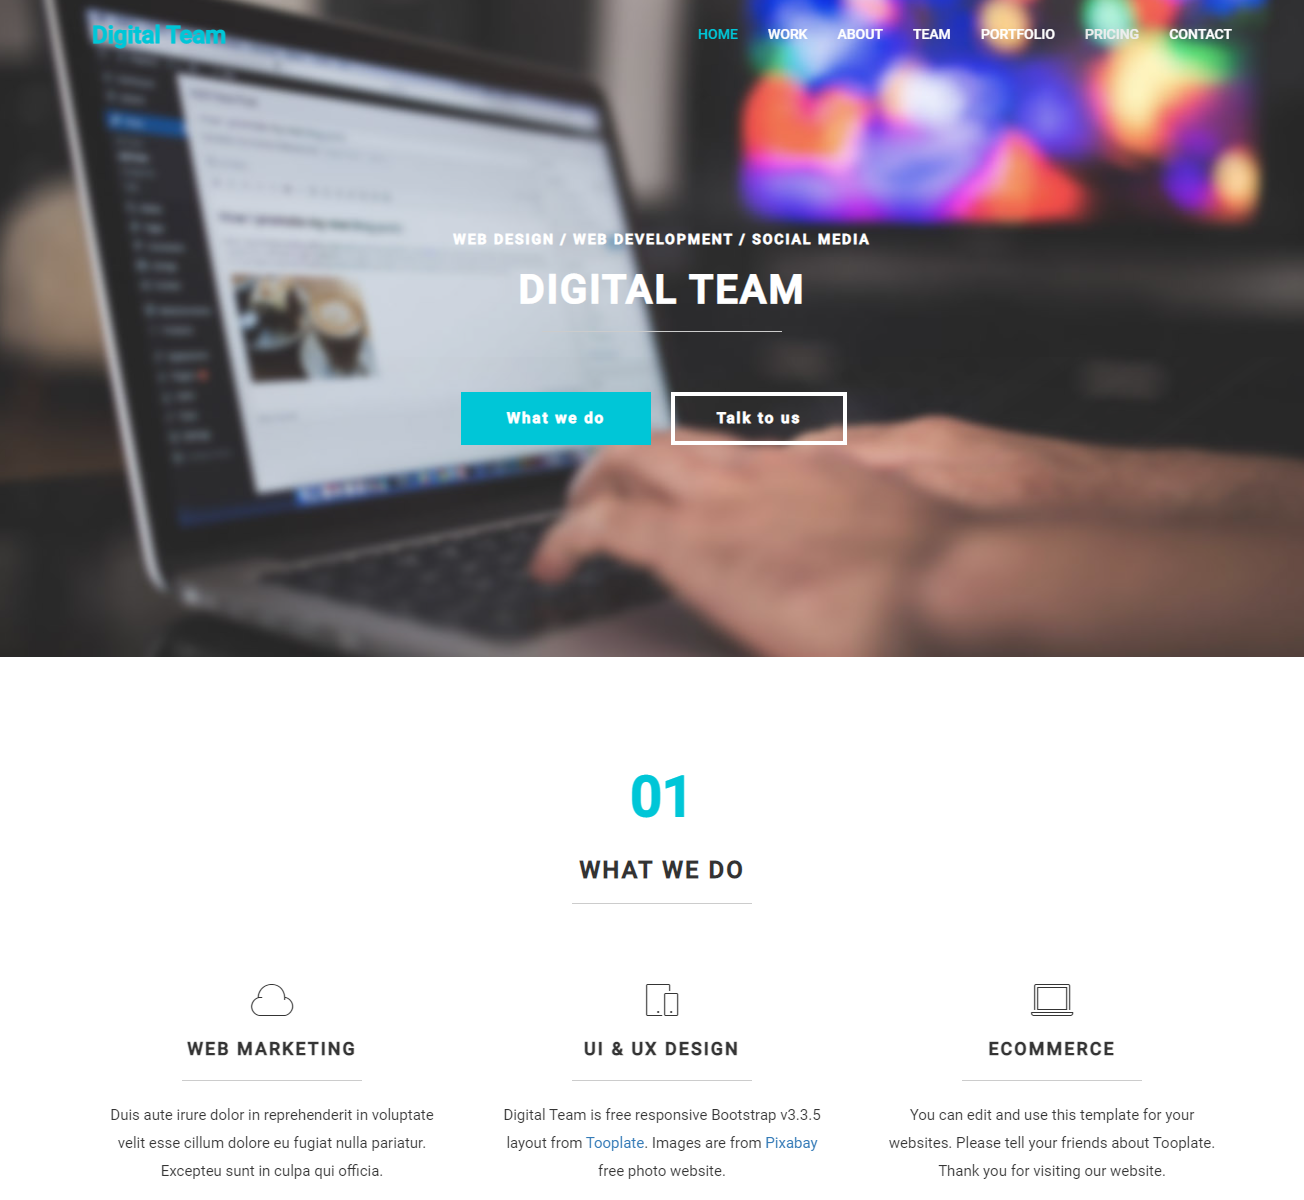 Digital Team
HOME WORK ABOUT TEAM PORTFOLIO PRICING CONTACT
WEB DESIGN / WEB DEVELOPMENT / SOCIAL MEDIA
DIGITAL TEAM
What we do
Talk to us
01
WHAT WE DO
WEB MARKETING
Duis aute irure dolor in reprehenderit in voluptate
velit esse cillum dolore eu fugiat nulla pariatur.
Excepteu sunt in culpa qui officia.
UI & UX DESIGN
Digital Team is free responsive Bootstrap v3.3.5
layout from Tooplate. Images are from Pixabay
free photo website.
ECOMMERCE
You can edit and use this template for your
websites. Please tell your friends about Tooplate.
Thank you for visiting our website.